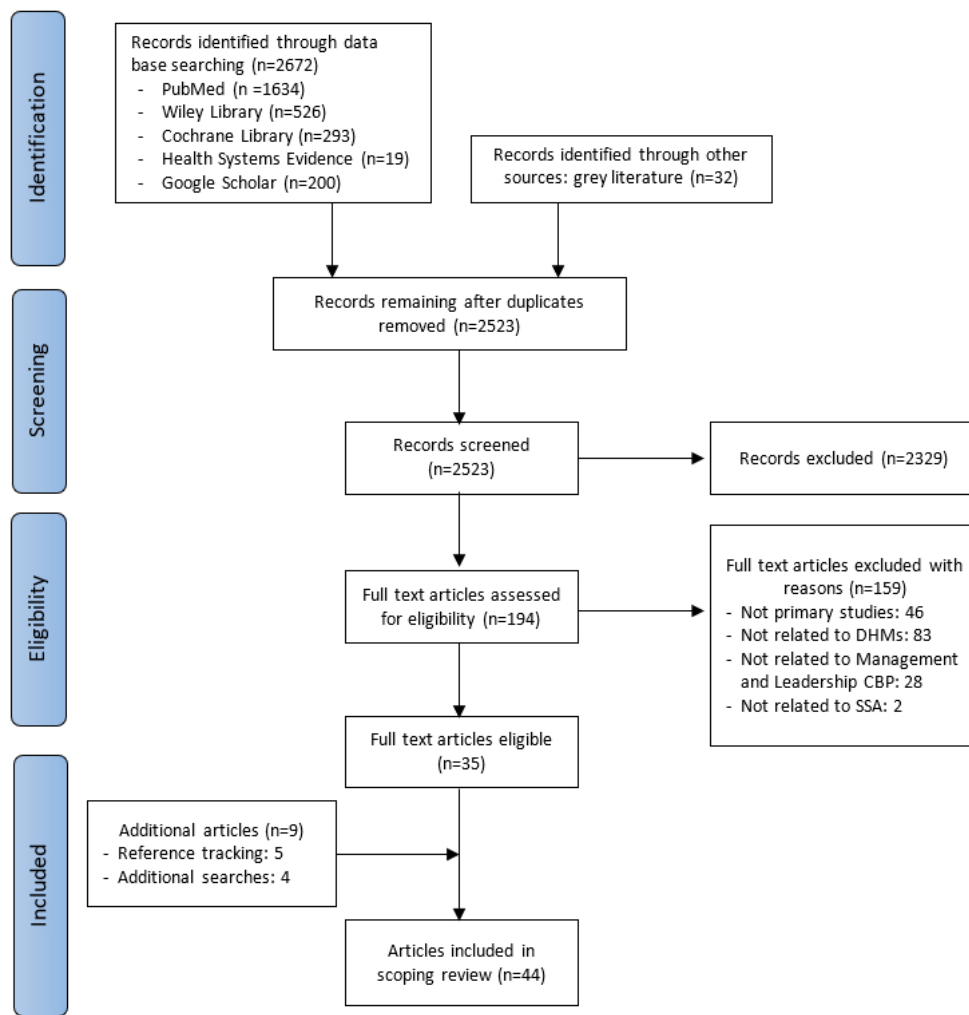 Identification
Records identified through data
base searching (n=2672)
- PubMed (n =1634)
- Wiley Library (n=526)
- Cochrane Library (n=293)
- Health Systems Evidence (n=19)
- Google Scholar (n=200)
Records identified through other
sources: grey literature (n=32)
Screening
Records remaining after duplicates
removed (n=2523)
Records screened
(n=2523)
Records excluded (n=2329)
Eligibility
Full text articles assessed
for eligibility (n=194)
Full text articles excluded with
reasons (n=159)
- Not primary studies: 46
- Not related to DHMs: 83
- Not related to Management
and Leadership CBP: 28
- Not related to SSA: 2
Full text articles eligible
(n=35)
Included
Additional articles (n=9)
- Reference tracking: 5
- Additional searches: 4
Articles included in
scoping review (n=44)